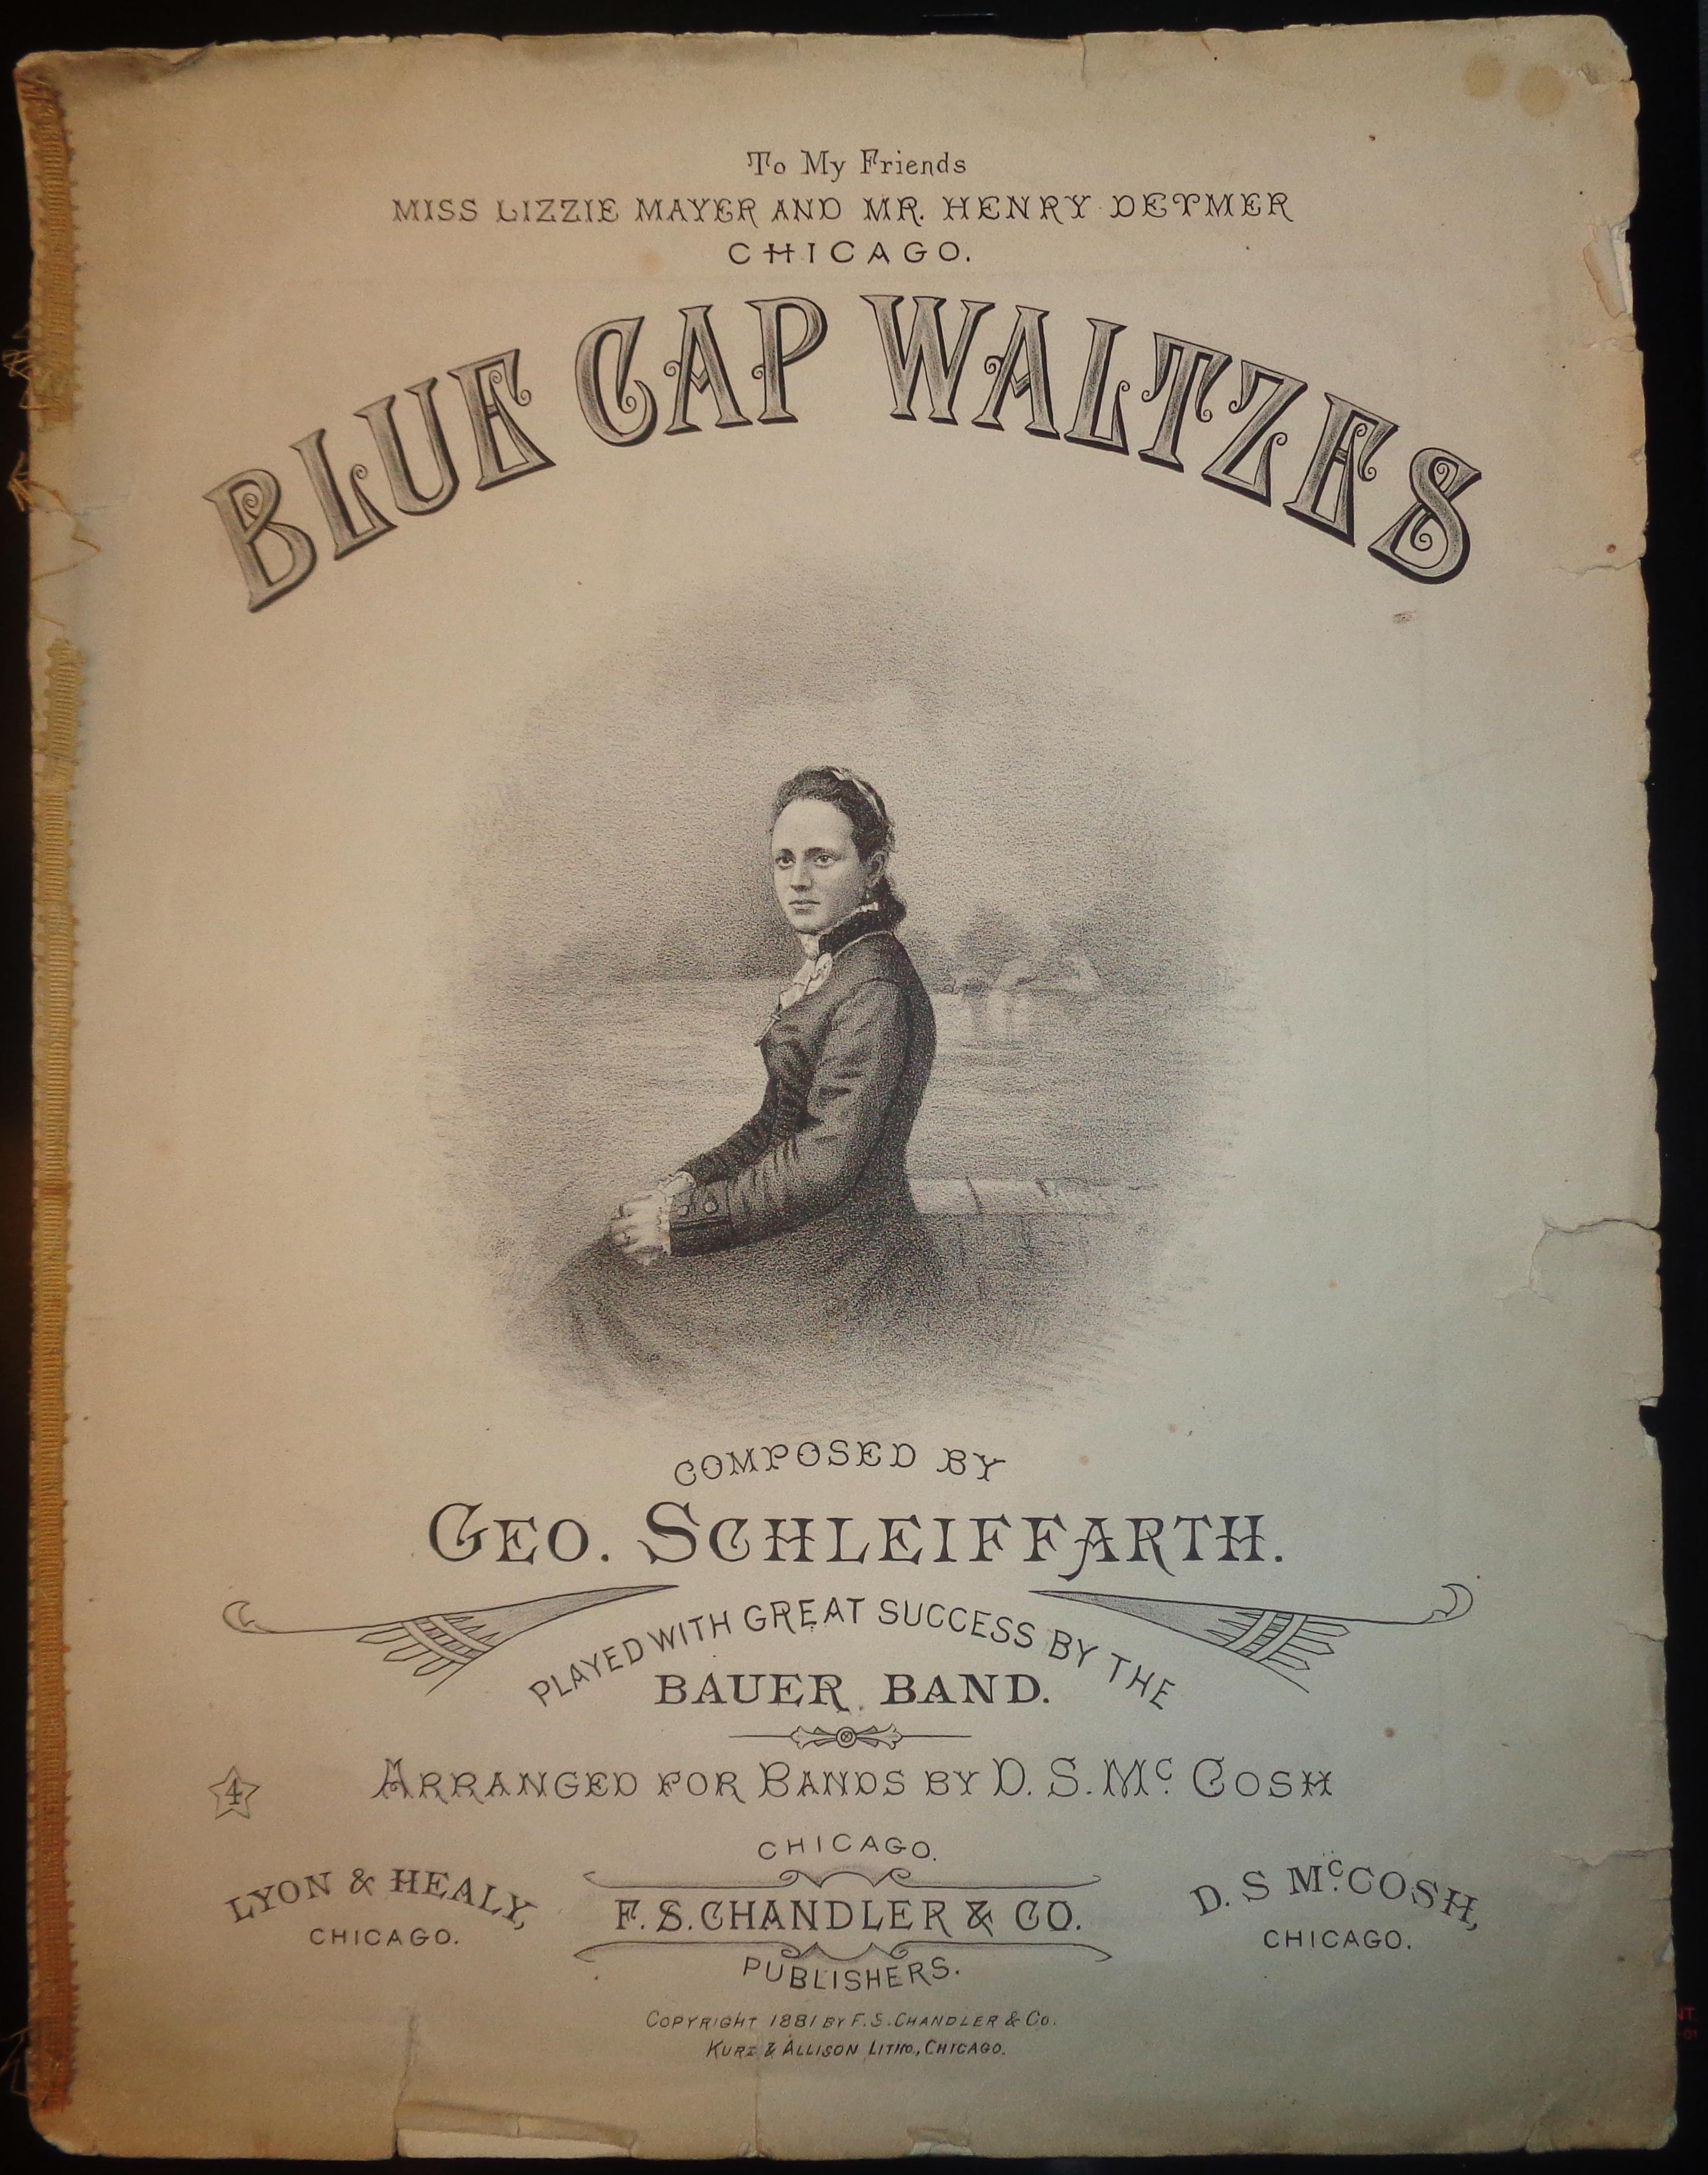 To My Friends
MISS LIZZIE MAYER AND MR. HENRY DETMER
CHICAGO.
BLUE CAP WALTZES
COMPOSED BY
GEO. SCHLEIFFARTH.
PLAYED WITH GREAT SUCCESS BY THE
BAUER BAND.
4
ARRANGED FOR BANDS BY D. S. Mc COSH
CHICAGO.
LYON & HEALY,
CHICAGO.
F. S. CHANDLER & CO.
PUBLISHERS.
D. S McCOSH,
CHICAGO.
COPYRIGHT 1881 BY F. S. CHANDLER & CO.
KURZ & ALLISON LITHO., CHICAGO.